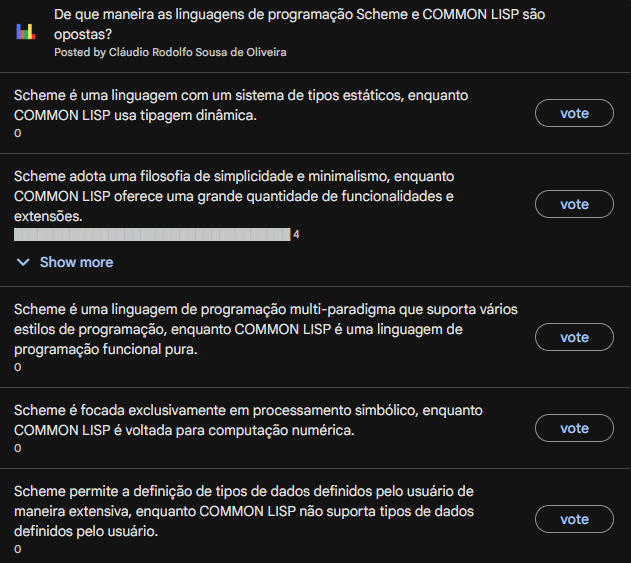 De que maneira as linguagens de programação Scheme e COMMON LISP são
opostas?
Posted by Cláudio Rodolfo Sousa de Oliveira
Scheme é uma linguagem com um sistema de tipos estáticos, enquanto
COMMON LISP usa tipagem dinâmica.
0
vote
Scheme adota uma filosofia de simplicidade e minimalismo, enquanto
COMMON LISP oferece uma grande quantidade de funcionalidades e
extensões.
4
vote
Show more
Scheme é uma linguagem de programação multi-paradigma que suporta vários
estilos de programação, enquanto COMMON LISP é uma linguagem de
programação funcional pura.
0
vote
Scheme é focada exclusivamente em processamento simbólico, enquanto
COMMON LISP é voltada para computação numérica.
0
vote
Scheme permite a definição de tipos de dados definidos pelo usuário de
maneira extensiva, enquanto COMMON LISP não suporta tipos de dados
definidos pelo usuário.
0
vote